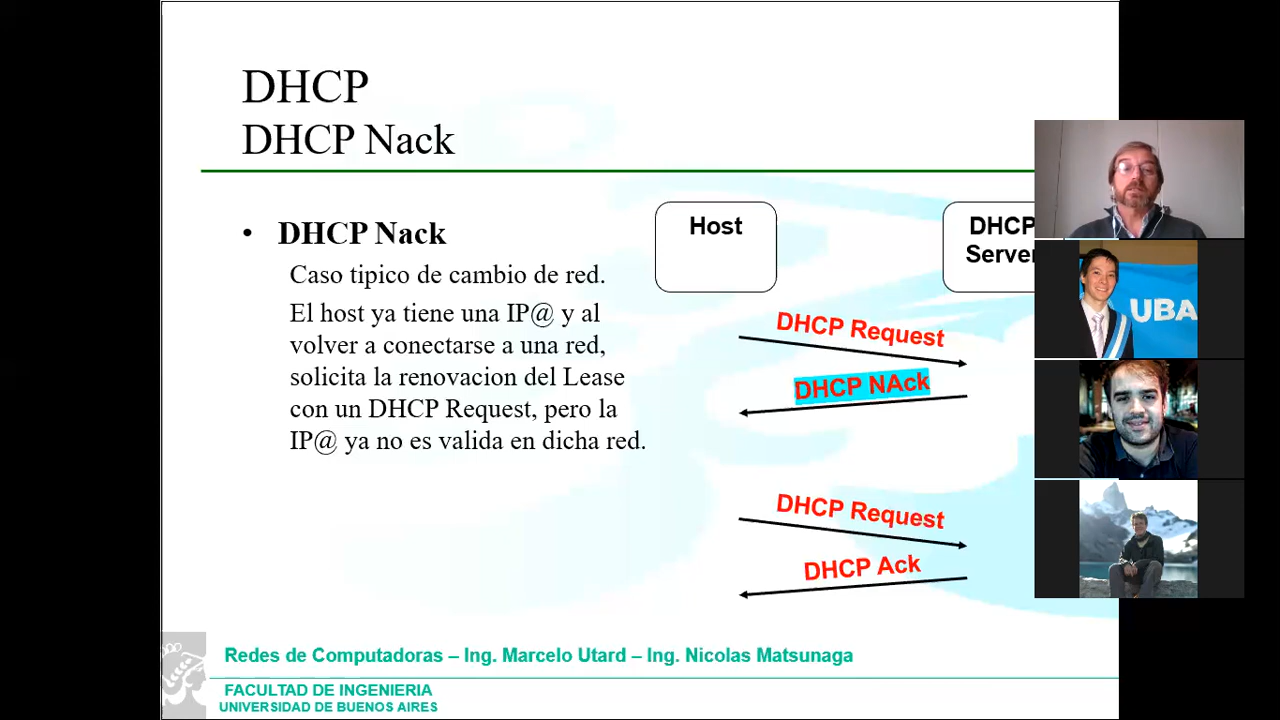 DHCP
DHCP Nack
• DHCP Nack
Caso tipico de cambio de red.
El host ya tiene una IP@ y al
volver a conectarse a una red,
solicita la renovacion del Lease
con un DHCP Request, pero la
IP@ ya no es valida en dicha red.
Host
DHCP
Server
DHCP Request
DHCP NAck
DHCP Request
DHCP Ack
UBA
Redes de Computadoras – Ing. Marcelo Utard – Ing. Nicolas Matsunaga
FACULTAD DE INGENIERIA
UNIVERSIDAD DE BUENOS AIRES